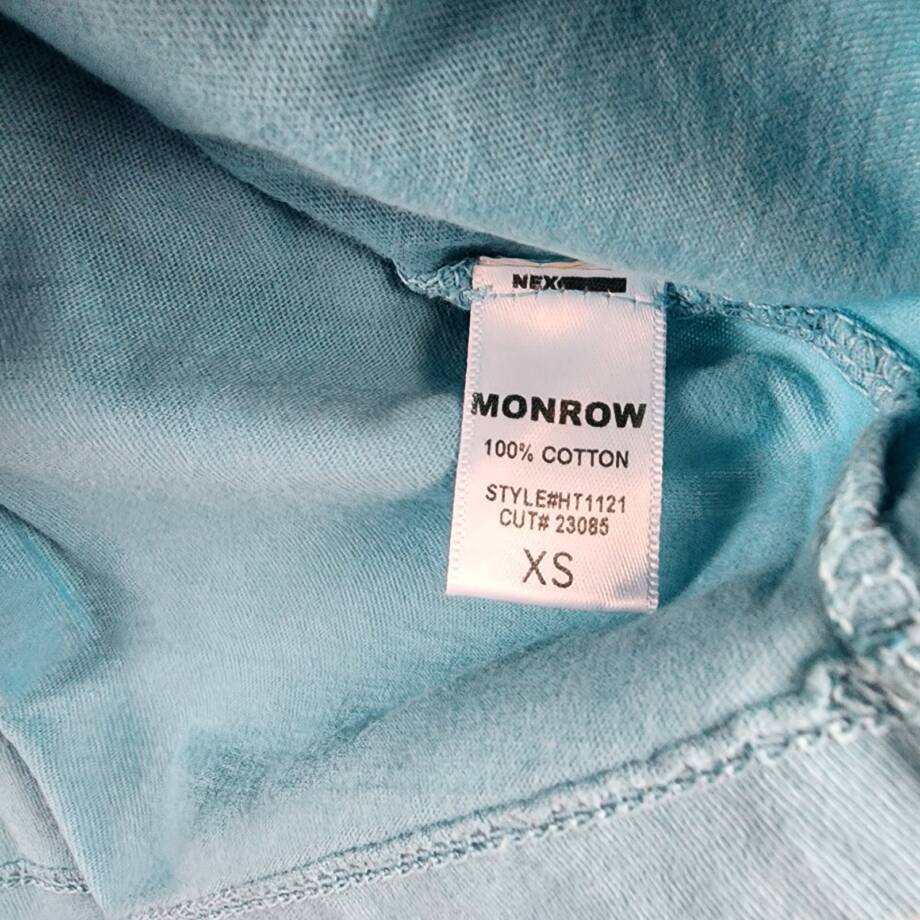 MONROW
100% COTTON
STYLE#HT1121
CUT# 23085
XS